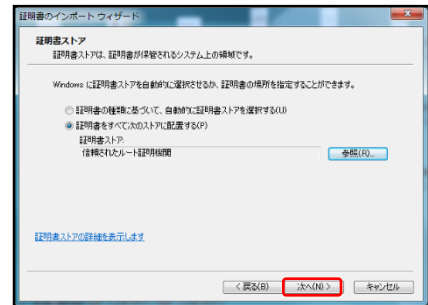 証明書のインポート ウィザード
証明書ストア
証明書ストアは、証明書が保管されるシステム上の領域です。
Windows に証明書ストアを自動的に選択させるか、証明書の場所を指定することができます。
証明書の種類に基づいて、自動的に証明書ストアを選択する(U)
証明書をすべて次のストアに配置する(P)
証明書ストア:
信頼されたルート証明機関
参照(R)...
証明書ストアの詳細を表示します
< 戻る(B)
次へ(N) >
キャンセル